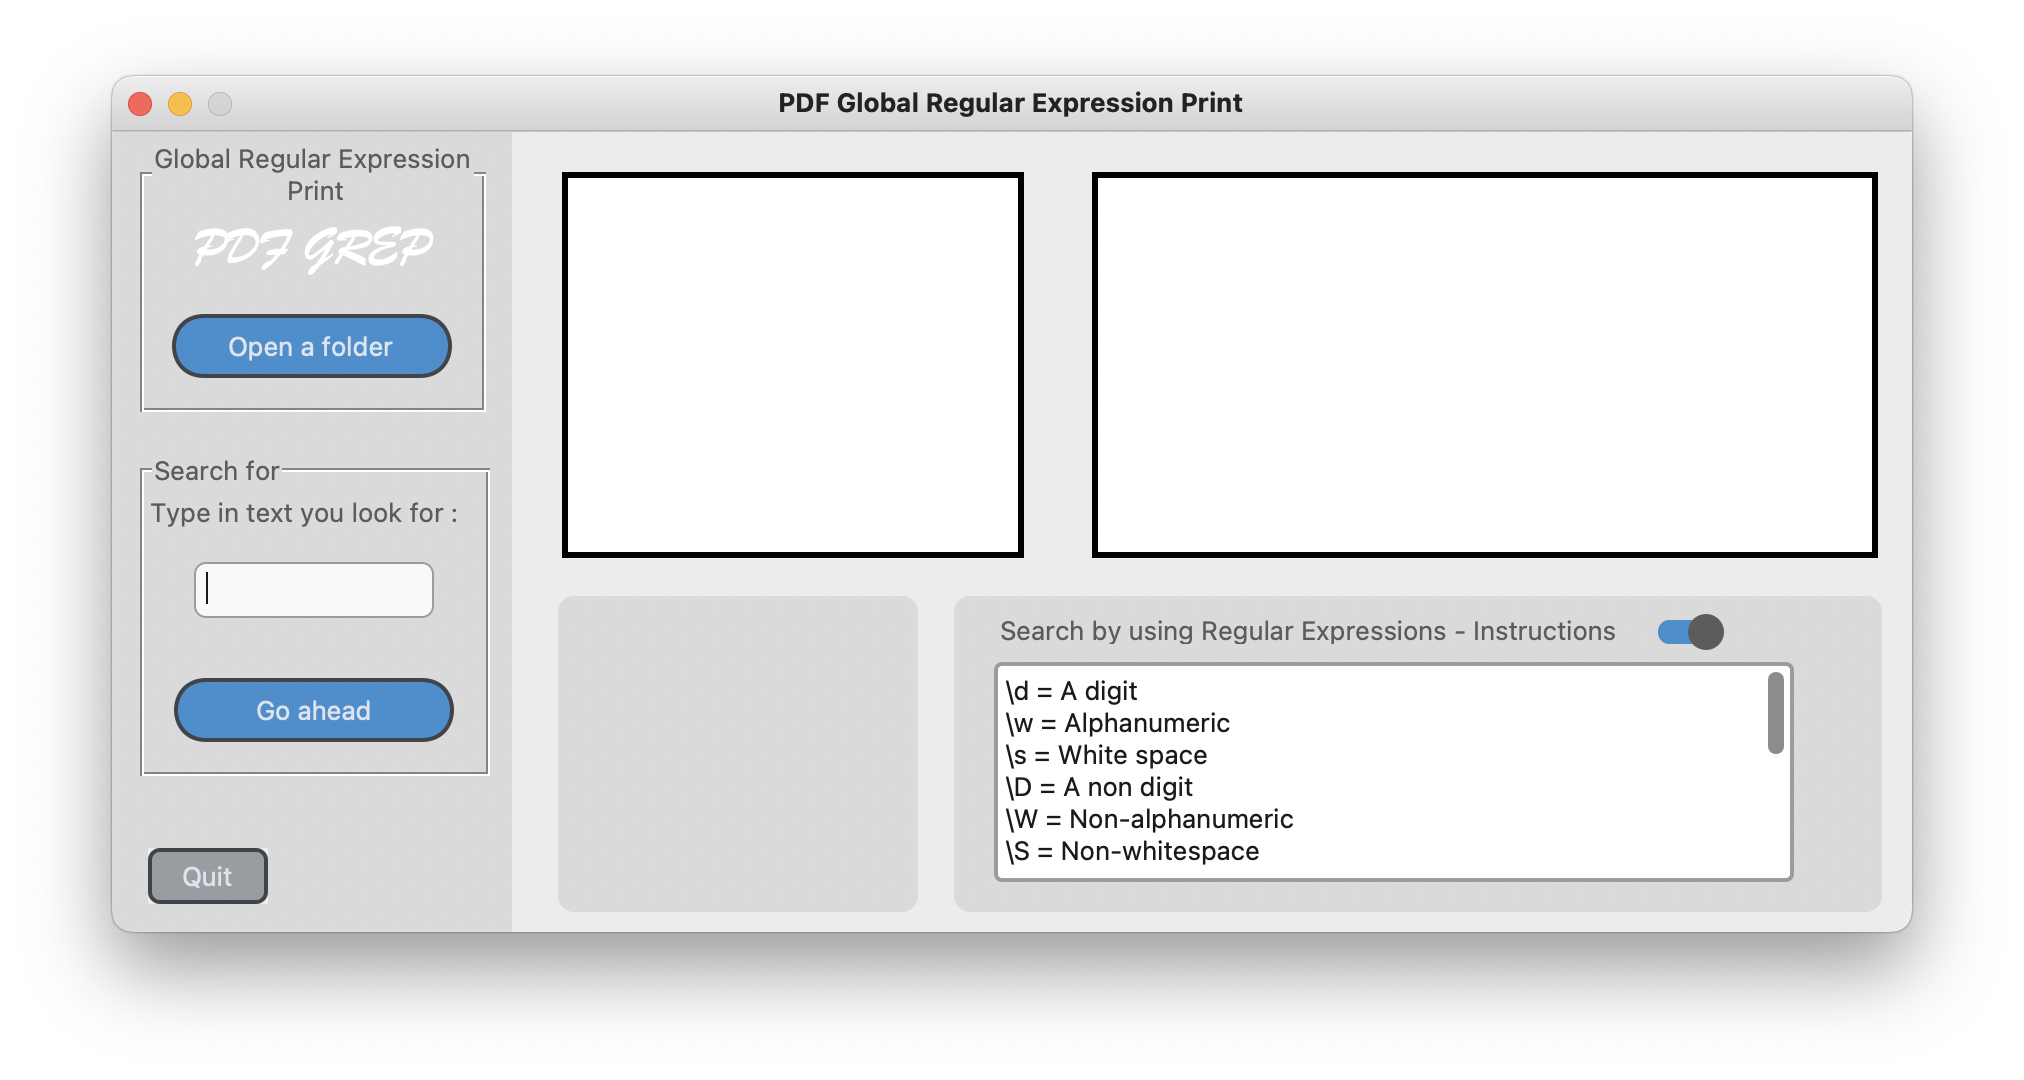 PDF Global Regular Expression Print
Global Regular Expression
Print
PDF GREP
Open a folder
Search for
Type in text you look for :
Go ahead
Quit
Search by using Regular Expressions - Instructions
\d = A digit
\w = Alphanumeric
\s = White space
\D = A non digit
\W = Non-alphanumeric
\S = Non-whitespace